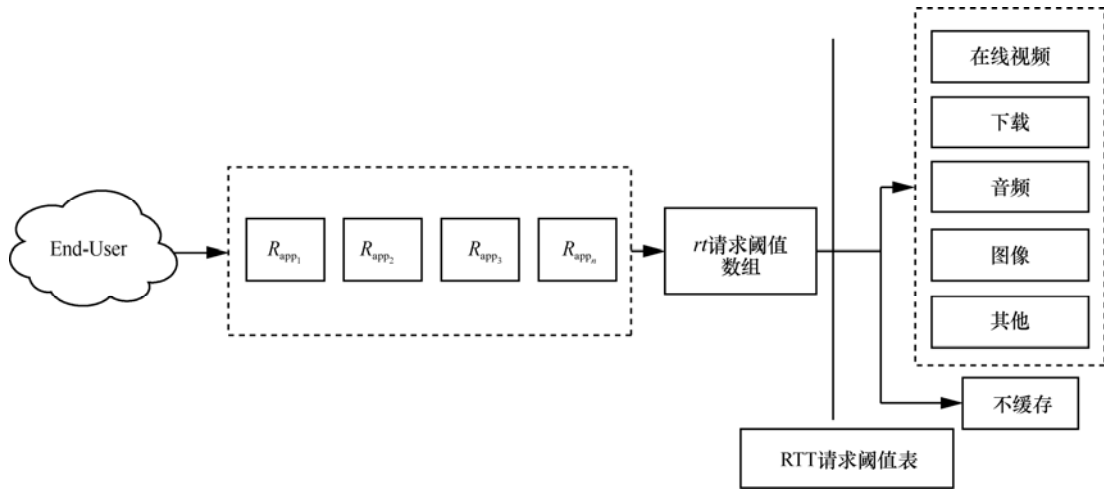 End-User
R_app1
R_app2
R_app3
R_appn
rt请求阈值
数组
在线视频
下载
音频
图像
其他
不缓存
RTT请求阈值表